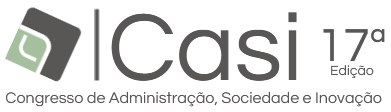 Casi 17ª
Edição
Congresso de Administração, Sociedade e Inovação